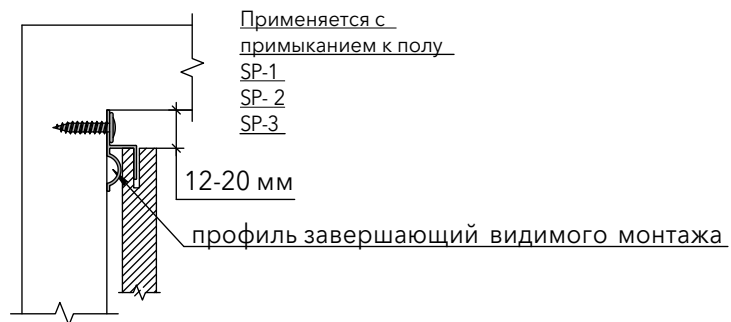 Применяется с
примыканием к полу
SP-1
SP- 2
SP-3
12-20 мм
профиль завершающий видимого монтажа